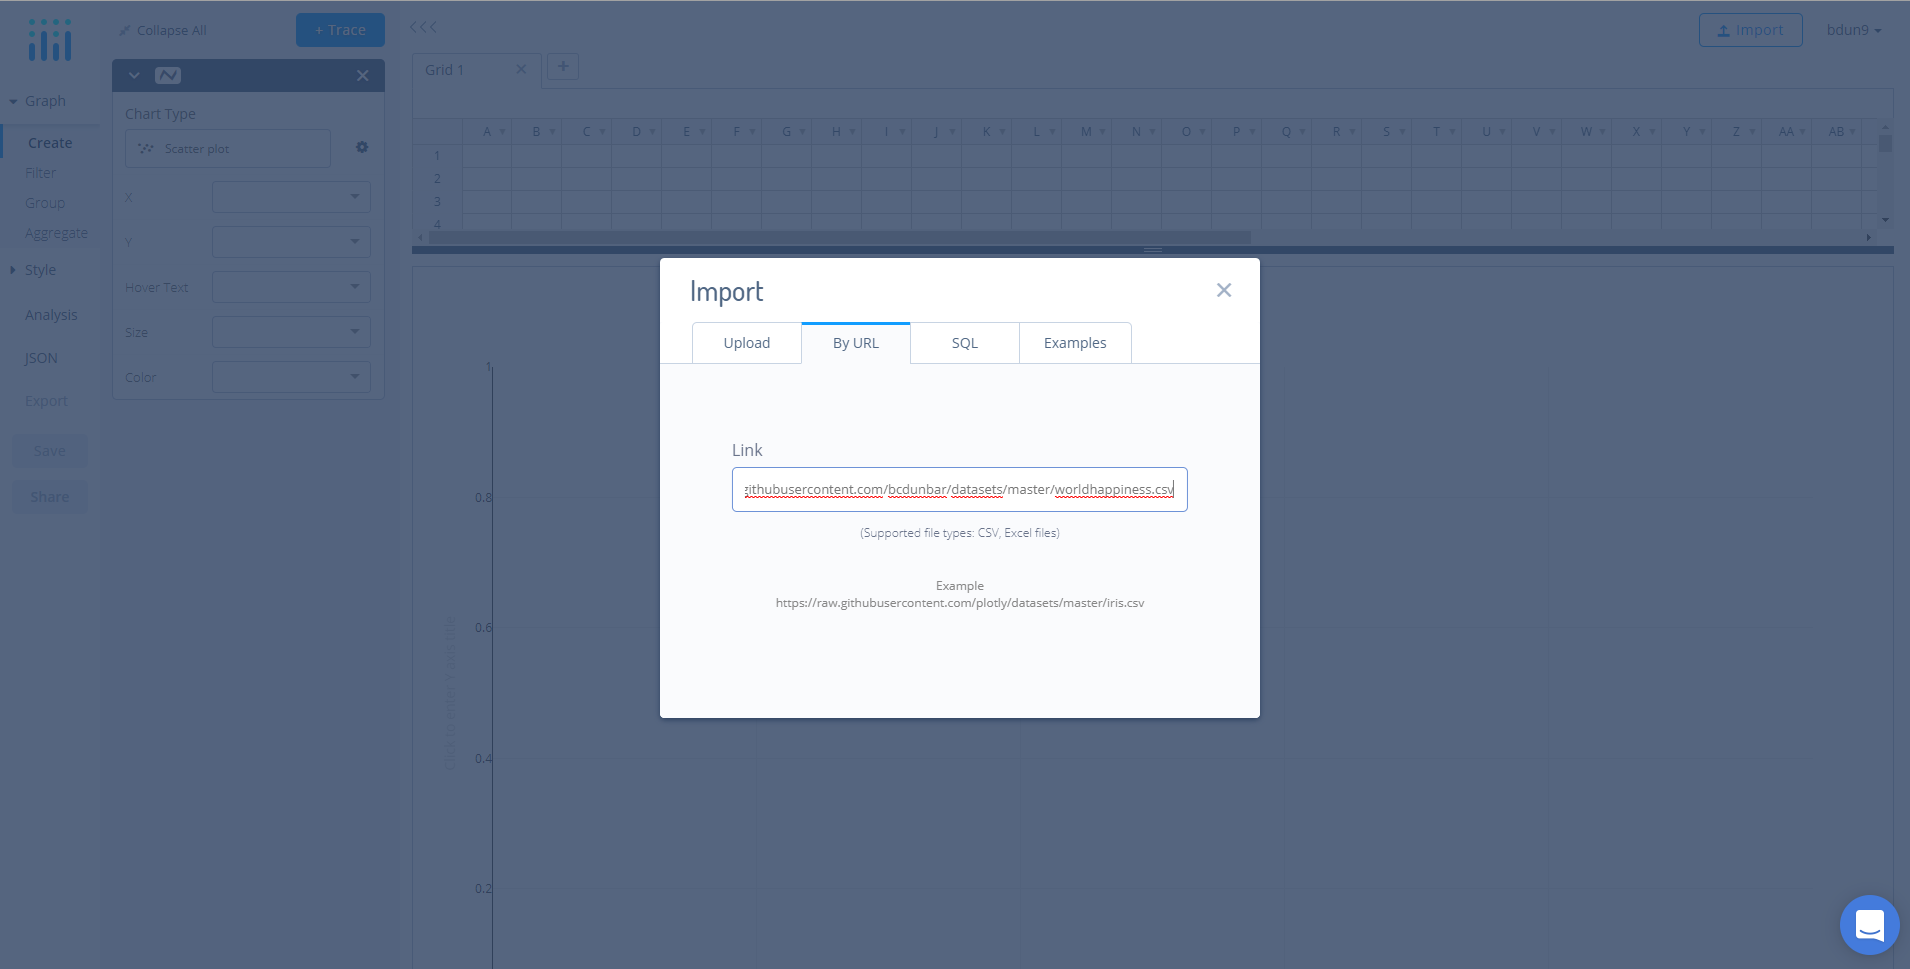 Collapse All
+ Trace
Graph
Create
Filter
Group
Aggregate
Style
Analysis
JSON
Export
Save
Share
Chart Type
Scatter plot
X
Y
Hover Text
Size
Color
Import
bdun9
Grid 1
+
A B C D E F G H I J K L M N O P Q R S T U V W X Y Z AA AB
1
2
3
4
Import
Upload
By URL
SQL
Examples
Link
githubusercontent.com/bcdunbar/datasets/master/worldhappiness.csv
(Supported file types: CSV, Excel files)
Example
https://raw.githubusercontent.com/plotly/datasets/master/iris.csv
1
0.8
0.6
0.4
0.2
Click to enter Y axis title